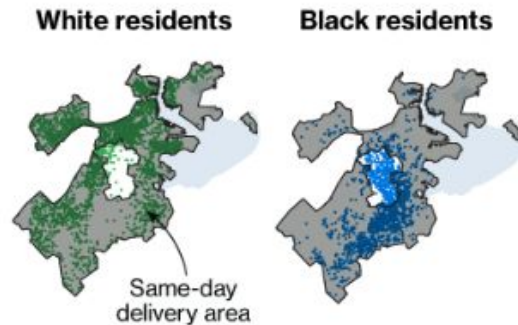 White residents
Black residents
Same-day
delivery area